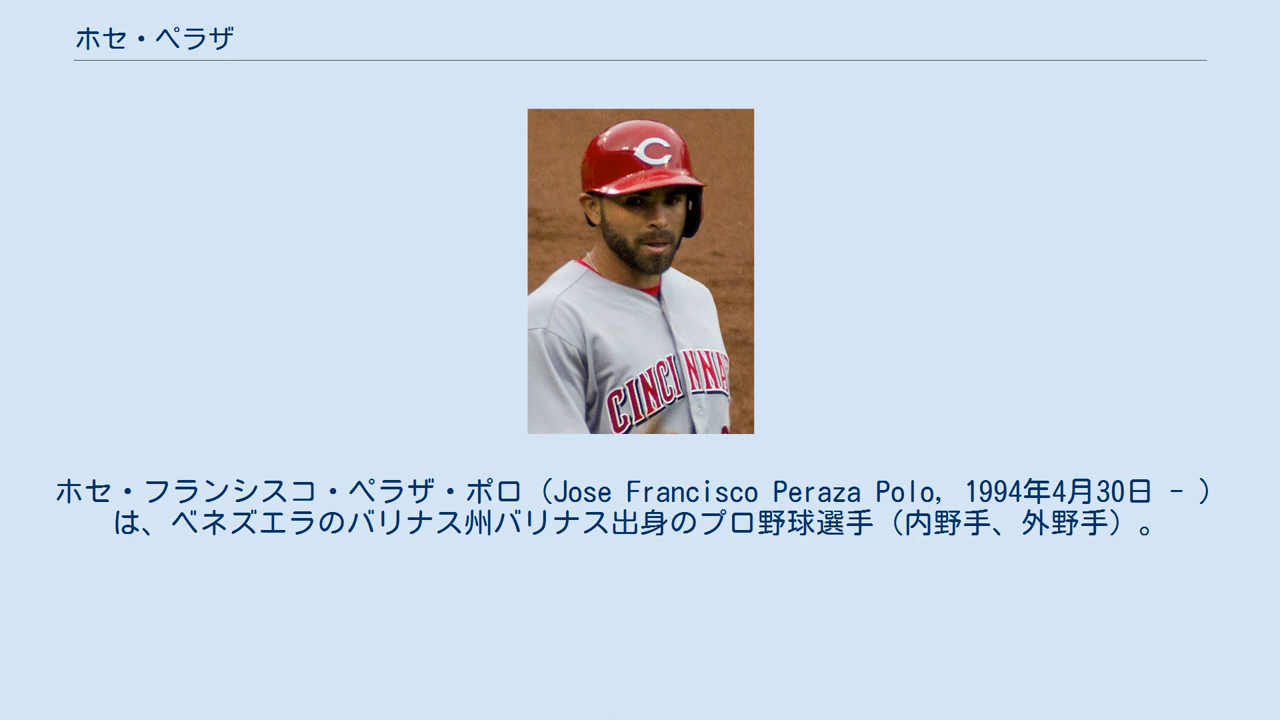 ホセ・ペラザ
C
CINCINNA
ホセ・フランシスコ・ペラザ・ポロ（Jose Francisco Peraza Polo, 1994年4月30日 - ）
は、ベネズエラのバリナス州バリナス出身のプロ野球選手（内野手、外野手）。